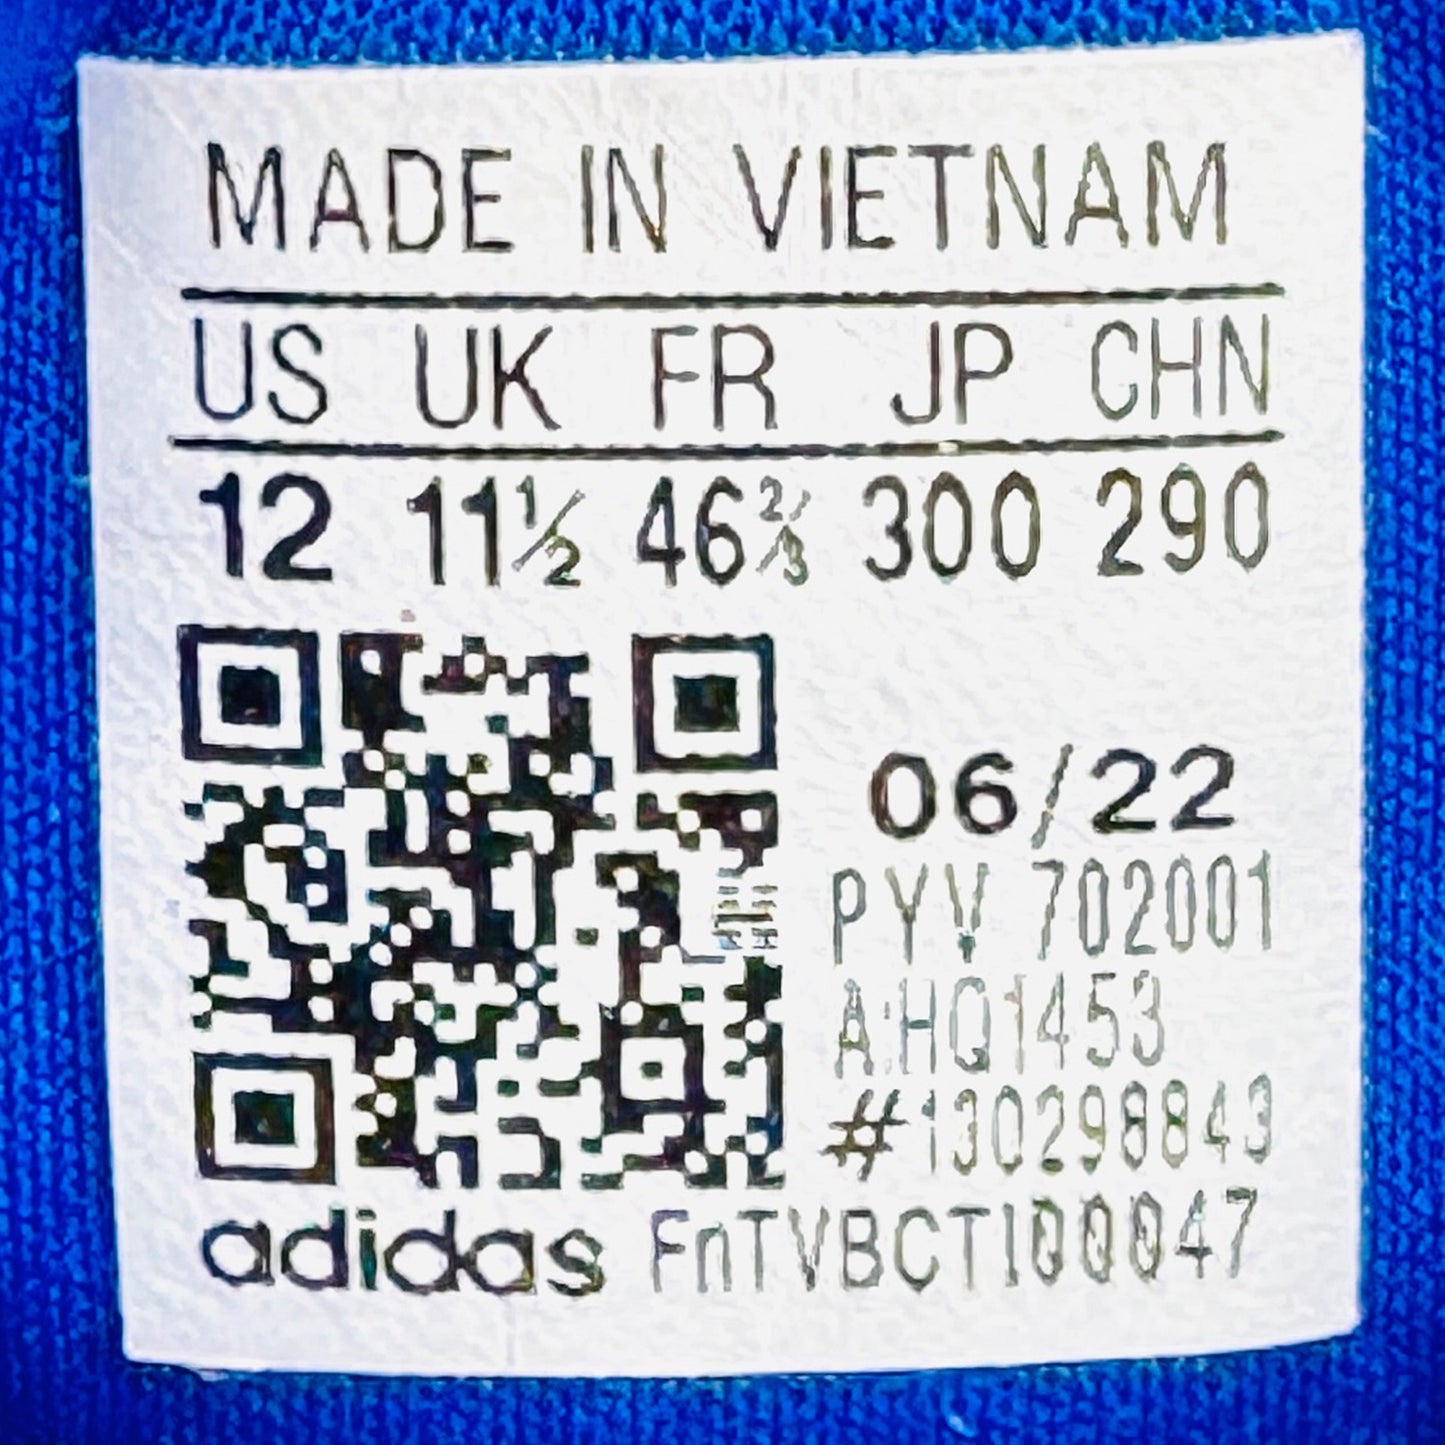 MADE IN VIETNAM
US UK FR JP CHN
12 11½ 46⅔ 300 290
06/22
PYV 702001
A:HQ1453
#130298843
adidas FnTVBCTIQ0047